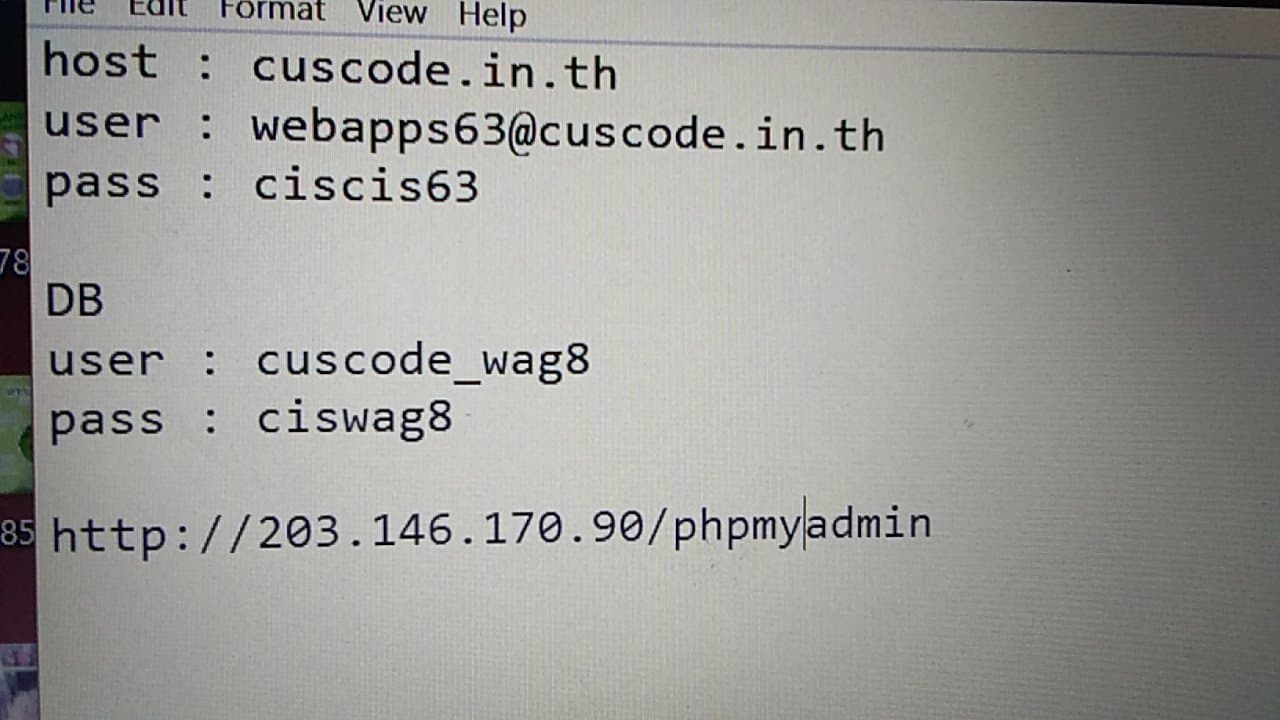 File Edit Format View Help
host : cuscode.in.th
user : webapps63@cuscode.in.th
pass : ciscis63
DB
user : cuscode_wag8
pass : ciswag8
http://203.146.170.90/phpmyadmin
78
85